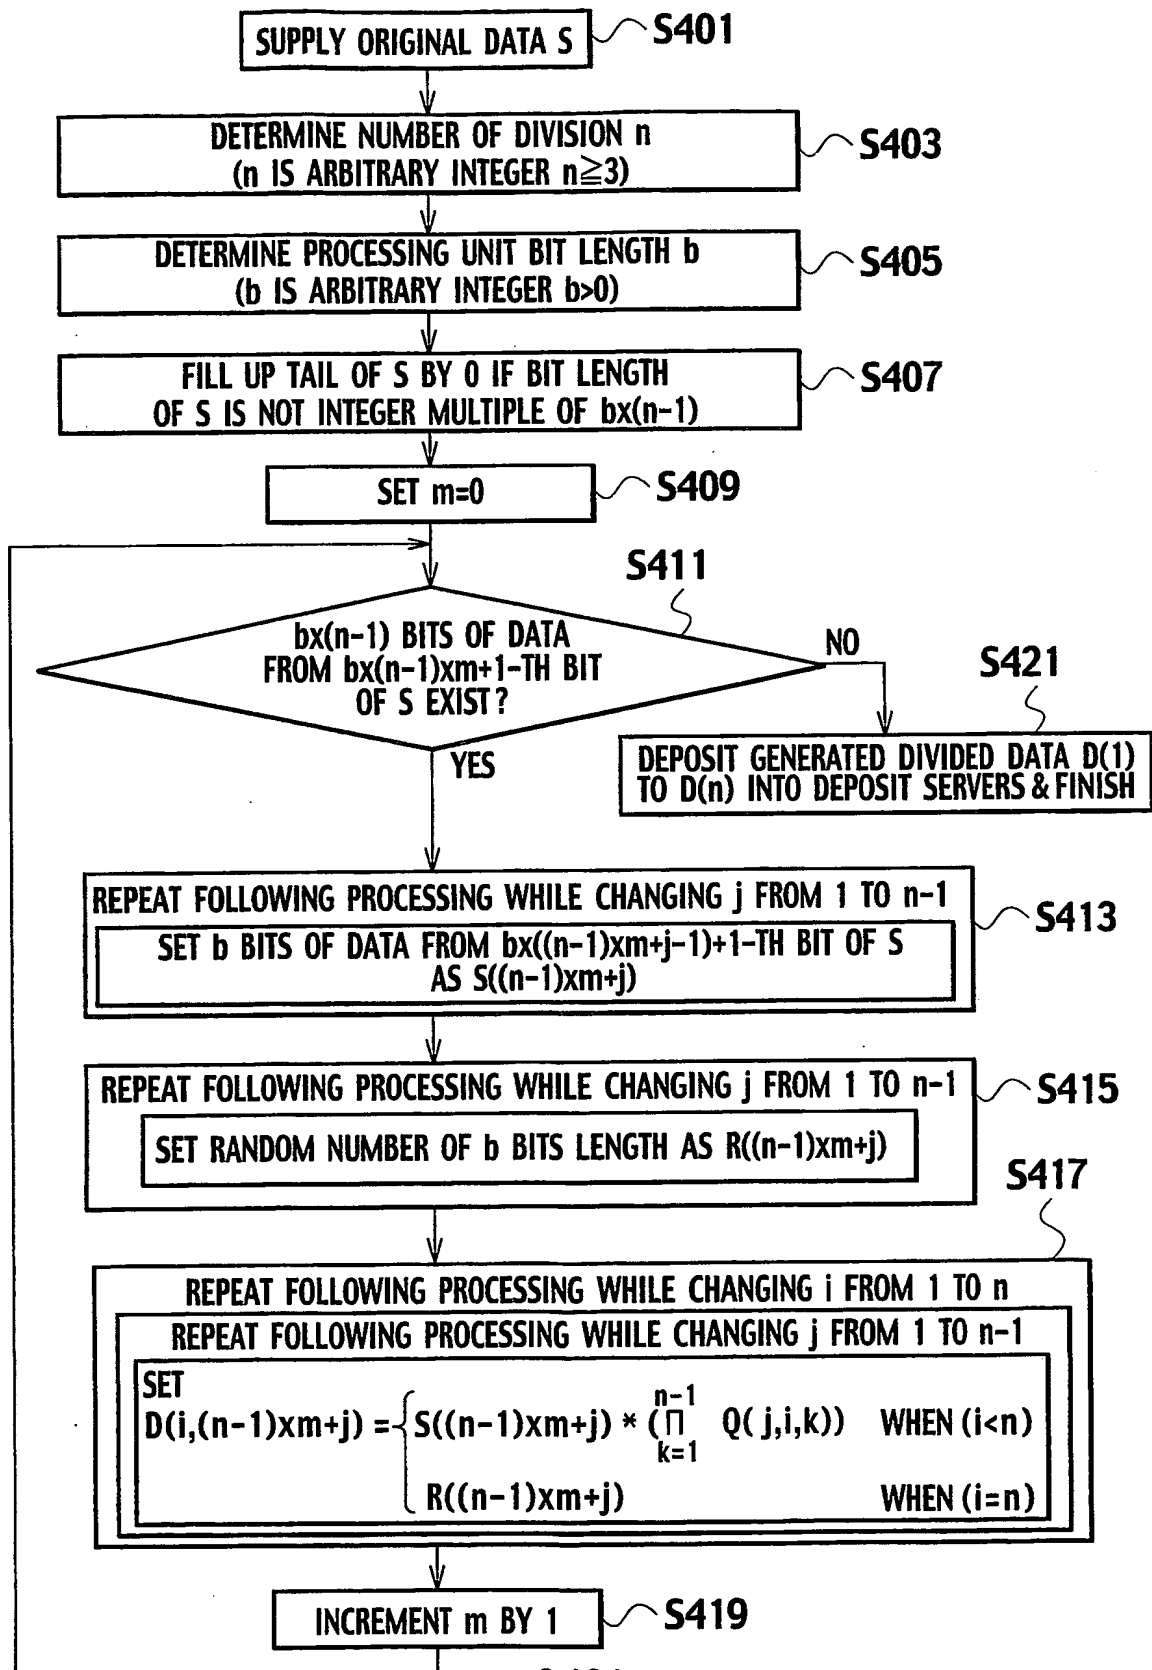 SUPPLY ORIGINAL DATA S
S401
DETERMINE NUMBER OF DIVISION n
(n IS ARBITRARY INTEGER n≧3)
S403
DETERMINE PROCESSING UNIT BIT LENGTH b
(b IS ARBITRARY INTEGER b>0)
S405
FILL UP TAIL OF S BY 0 IF BIT LENGTH
OF S IS NOT INTEGER MULTIPLE OF bx(n-1)
S407
SET m=0
S409
S411
bx(n-1) BITS OF DATA
FROM bx(n-1)xm+1-TH BIT
OF S EXIST?
NO
YES
S421
DEPOSIT GENERATED DIVIDED DATA D(1)
TO D(n) INTO DEPOSIT SERVERS & FINISH
REPEAT FOLLOWING PROCESSING WHILE CHANGING j FROM 1 TO n-1
S413
SET b BITS OF DATA FROM bx((n-1)xm+j-1)+1-TH BIT OF S
AS S((n-1)xm+j)
REPEAT FOLLOWING PROCESSING WHILE CHANGING j FROM 1 TO n-1
S415
SET RANDOM NUMBER OF b BITS LENGTH AS R((n-1)xm+j)
S417
REPEAT FOLLOWING PROCESSING WHILE CHANGING i FROM 1 TO n
REPEAT FOLLOWING PROCESSING WHILE CHANGING j FROM 1 TO n-1
SET
n-1
D(i,(n-1)xm+j) = { S((n-1)xm+j) * (Π Q(j,i,k)) WHEN (i<n)
k=1
R((n-1)xm+j) WHEN (i=n)
INCREMENT m BY 1
S419